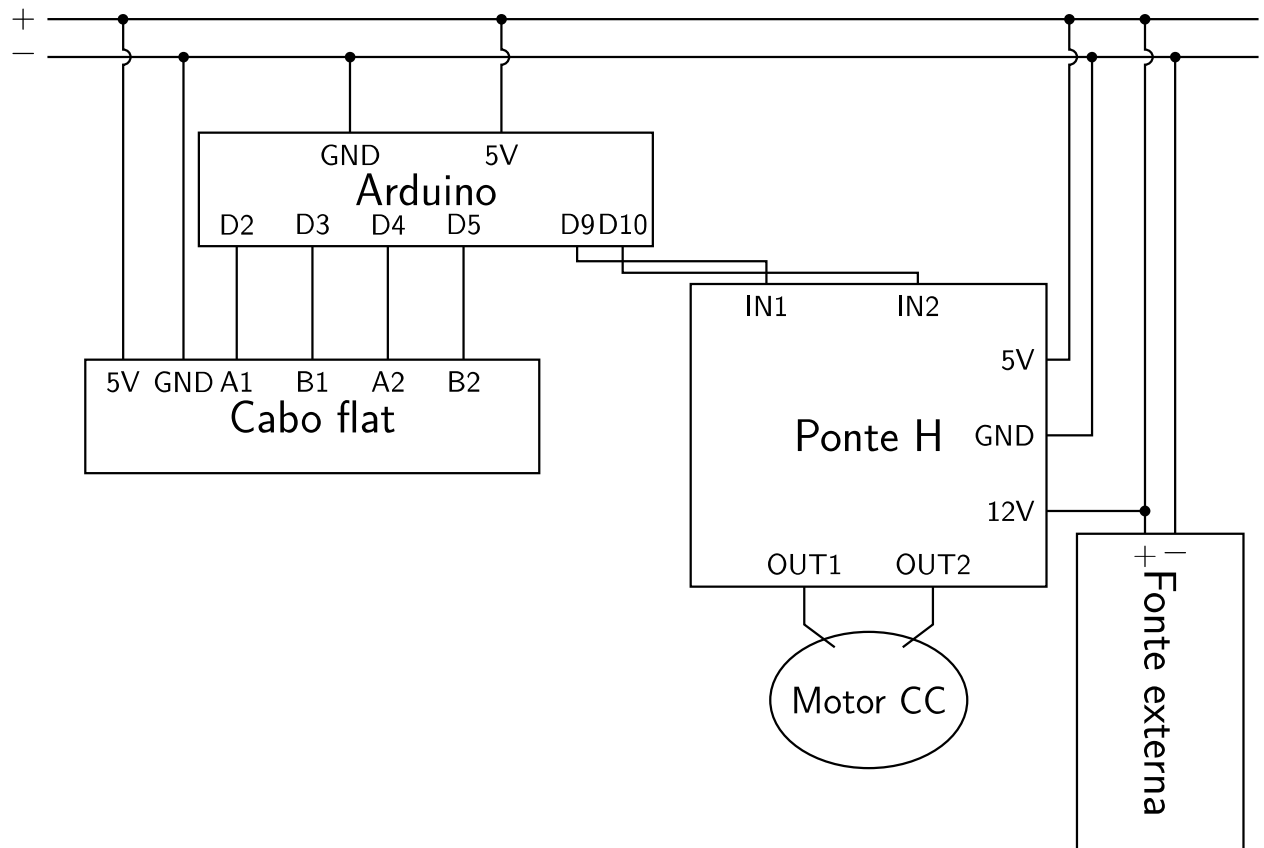 +
−
GND 5V
Arduino
D2 D3 D4 D5 D9 D10
IN1 IN2
5V GND A1 B1 A2 B2
Cabo flat
5V
Ponte H GND
12V
OUT1 OUT2
+ −
Fonte externa
Motor CC